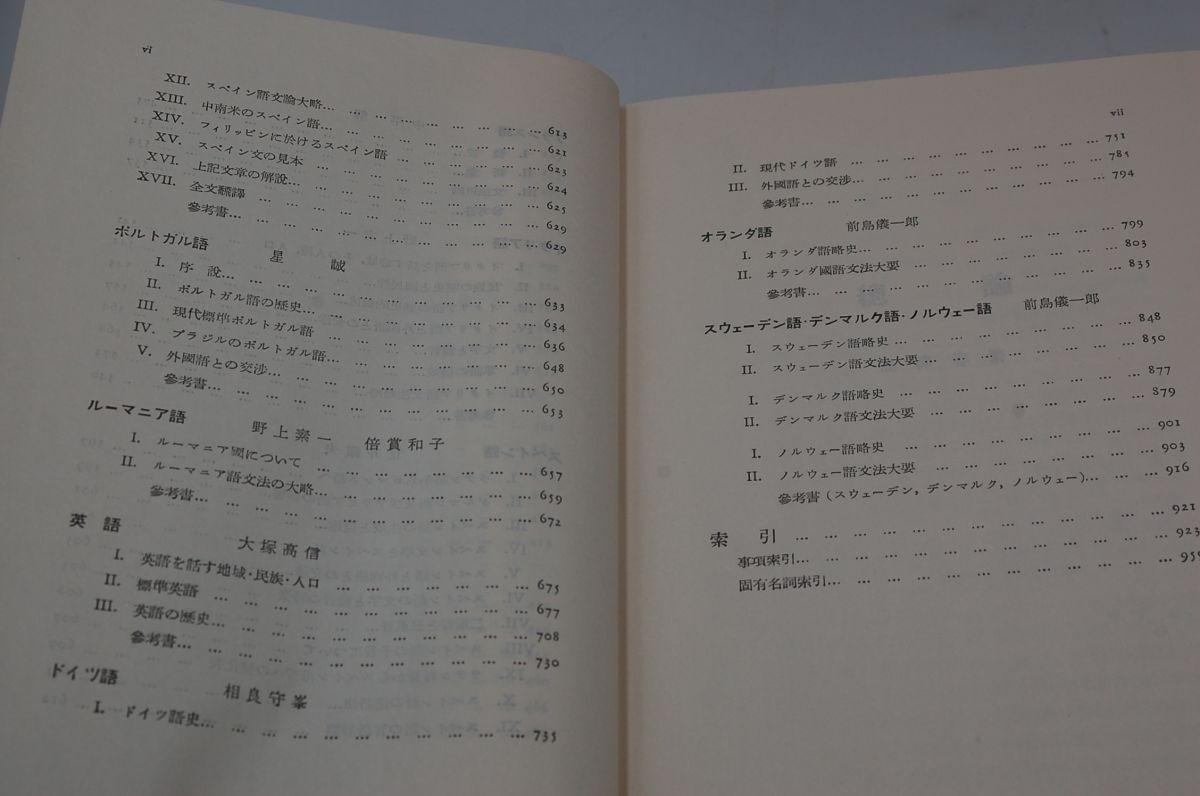 vi
XII. スペイン語文論大略... ... ... ... ... ... ... ... 613
XIII. 中南米のスペイン語... ... ... ... ... ... ... ... 621
XIV. フィリッピンに於けるスペイン語 ... ... ... ... ... 623
XV. スペイン文の見本 ... ... ... ... ... ... ... ... 624
XVI. 上記文章の解説... ... ... ... ... ... ... ... ... 625
XVII. 全文飜譯 ... ... ... ... ... ... ... ... ... ... 629
參考書... ... ... ... ... ... ... ... ... ... ... 629
ポルトガル語 星 誠
I. 序 說... ... ... ... ... ... ... ... ... ... ... 633
II. ポルトガル語の歴史... ... ... ... ... ... ... ... 634
III. 現代標準ポルトガル語 ... ... ... ... ... ... ... 636
IV. ブラジルのポルトガル語... ... ... ... ... ... ... 648
V. 外國語との交渉... ... ... ... ... ... ... ... ... 650
參考書... ... ... ... ... ... ... ... ... ... ... 653
ルーマニア語 野上素一 倍賞和子
I. ルーマニア國について ... ... ... ... ... ... ... 657
II. ルーマニア語文法の大略... ... ... ... ... ... ... 659
參考書... ... ... ... ... ... ... ... ... ... ... 672
英語 大塚高信
I. 英語を話す地域・民族・人口 ... ... ... ... ... ... 675
II. 標準英語 ... ... ... ... ... ... ... ... ... ... 677
III. 英語の歴史... ... ... ... ... ... ... ... ... ... 708
參考書... ... ... ... ... ... ... ... ... ... ... 730
ドイツ語 相良守峯
I. ドイツ語史... ... ... ... ... ... ... ... ... ... 735
vii
II. 現代ドイツ語 ... ... ... ... ... ... ... ... ... 751
III. 外國語との交渉... ... ... ... ... ... ... ... ... 785
參考書... ... ... ... ... ... ... ... ... ... ... 794
オランダ語 前島儀一郎
I. オランダ語略史... ... ... ... ... ... ... ... ... 799
II. オランダ國語文法大要 ... ... ... ... ... ... ... 803
參考書... ... ... ... ... ... ... ... ... ... ... 835
スウェーデン語・デンマルク語・ノルウェー語 前島儀一郎
I. スウェーデン語略史... ... ... ... ... ... ... ... 848
II. スウェーデン語文法大要 ... ... ... ... ... ... ... 850
I. デンマルク語略史 ... ... ... ... ... ... ... ... 877
II. デンマルク語文法大要 ... ... ... ... ... ... ... 879
I. ノルウェー語略史 ... ... ... ... ... ... ... ... 901
II. ノルウェー語文法大要 ... ... ... ... ... ... ... 903
參考書（スウェーデン, デンマルク, ノルウェー)... ... ... 916
索 引 ... ... ... ... ... ... ... ... ... ... ... 921
事項索引... ... ... ... ... ... ... ... ... ... ... 923
固有名詞索引... ... ... ... ... ... ... ... ... ...